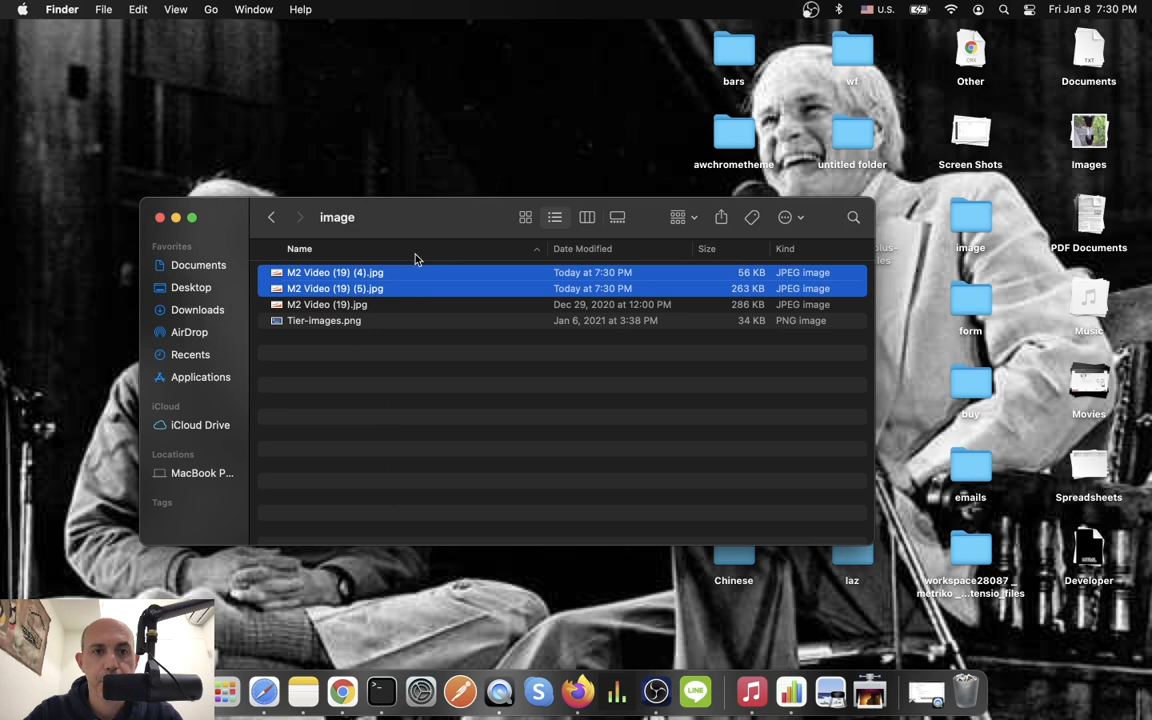 Finder File Edit View Go Window Help
U.S. Fri Jan 8 7:30 PM
bars
wf
Other
Documents
awchrometheme
untitled folder
Screen Shots
Images
image
PDF Documents
form
Music
buy
Movies
emails
Spreadsheets
Chinese
laz
workspace28087 _
metriko _...tensio_files
Developer
image
Favorites
Documents
Desktop
Downloads
AirDrop
Recents
Applications
iCloud
iCloud Drive
Locations
MacBook P...
Tags
Name Date Modified Size Kind
M2 Video (19) (4).jpg Today at 7:30 PM 56 KB JPEG image
M2 Video (19) (5).jpg Today at 7:30 PM 263 KB JPEG image
M2 Video (19).jpg Dec 29, 2020 at 12:00 PM 286 KB JPEG image
Tier-images.png Jan 6, 2021 at 3:38 PM 34 KB PNG image
LINE